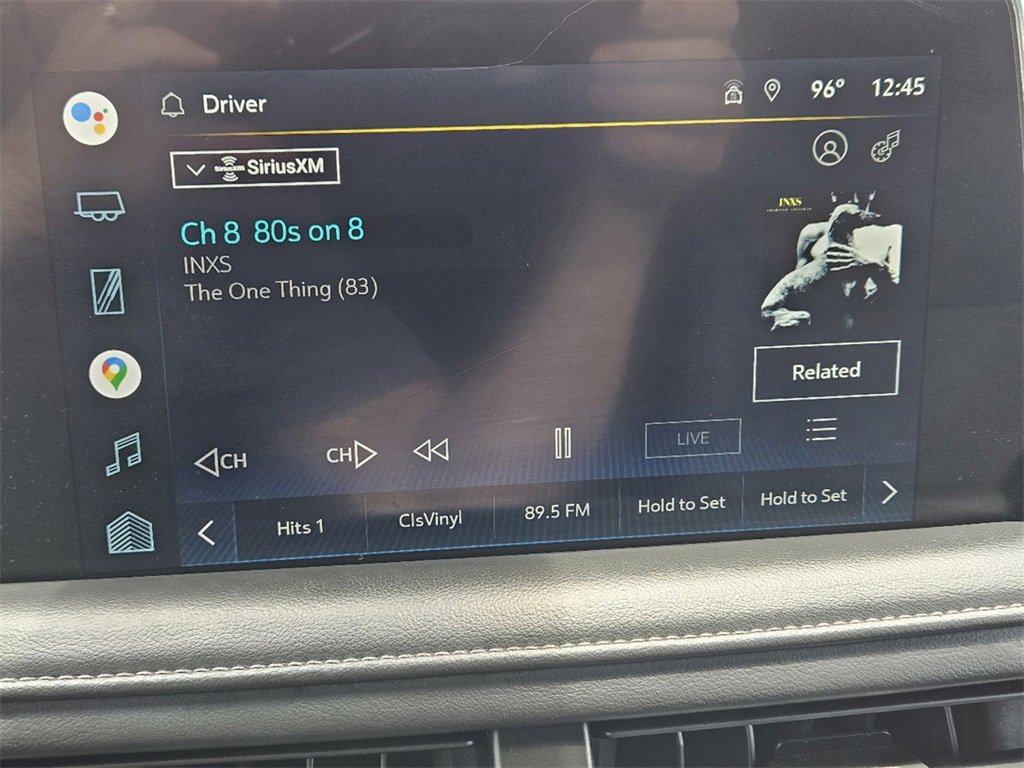 Driver
96° 12:45
SiriusXM SiriusXM
Ch 8 80s on 8
INXS
The One Thing (83)
INXS
Related
CH
CH
LIVE
Hits 1
ClsVinyl
89.5 FM
Hold to Set
Hold to Set